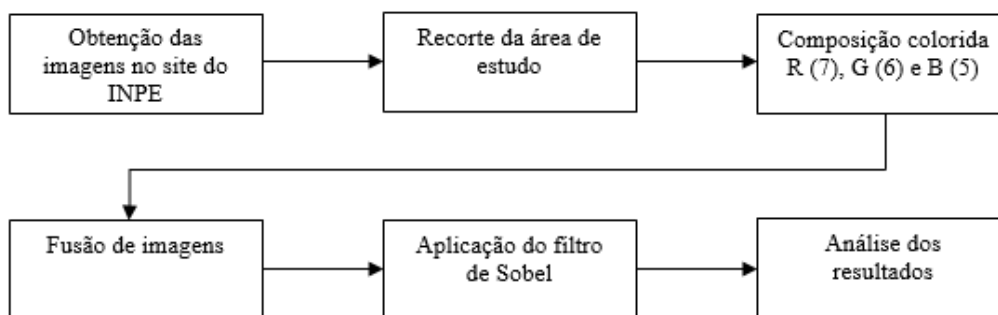 Obtenção das
imagens no site do
INPE
Recorte da área de
estudo
Composição colorida
R (7), G (6) e B (5)
Fusão de imagens
Aplicação do filtro
de Sobel
Análise dos
resultados